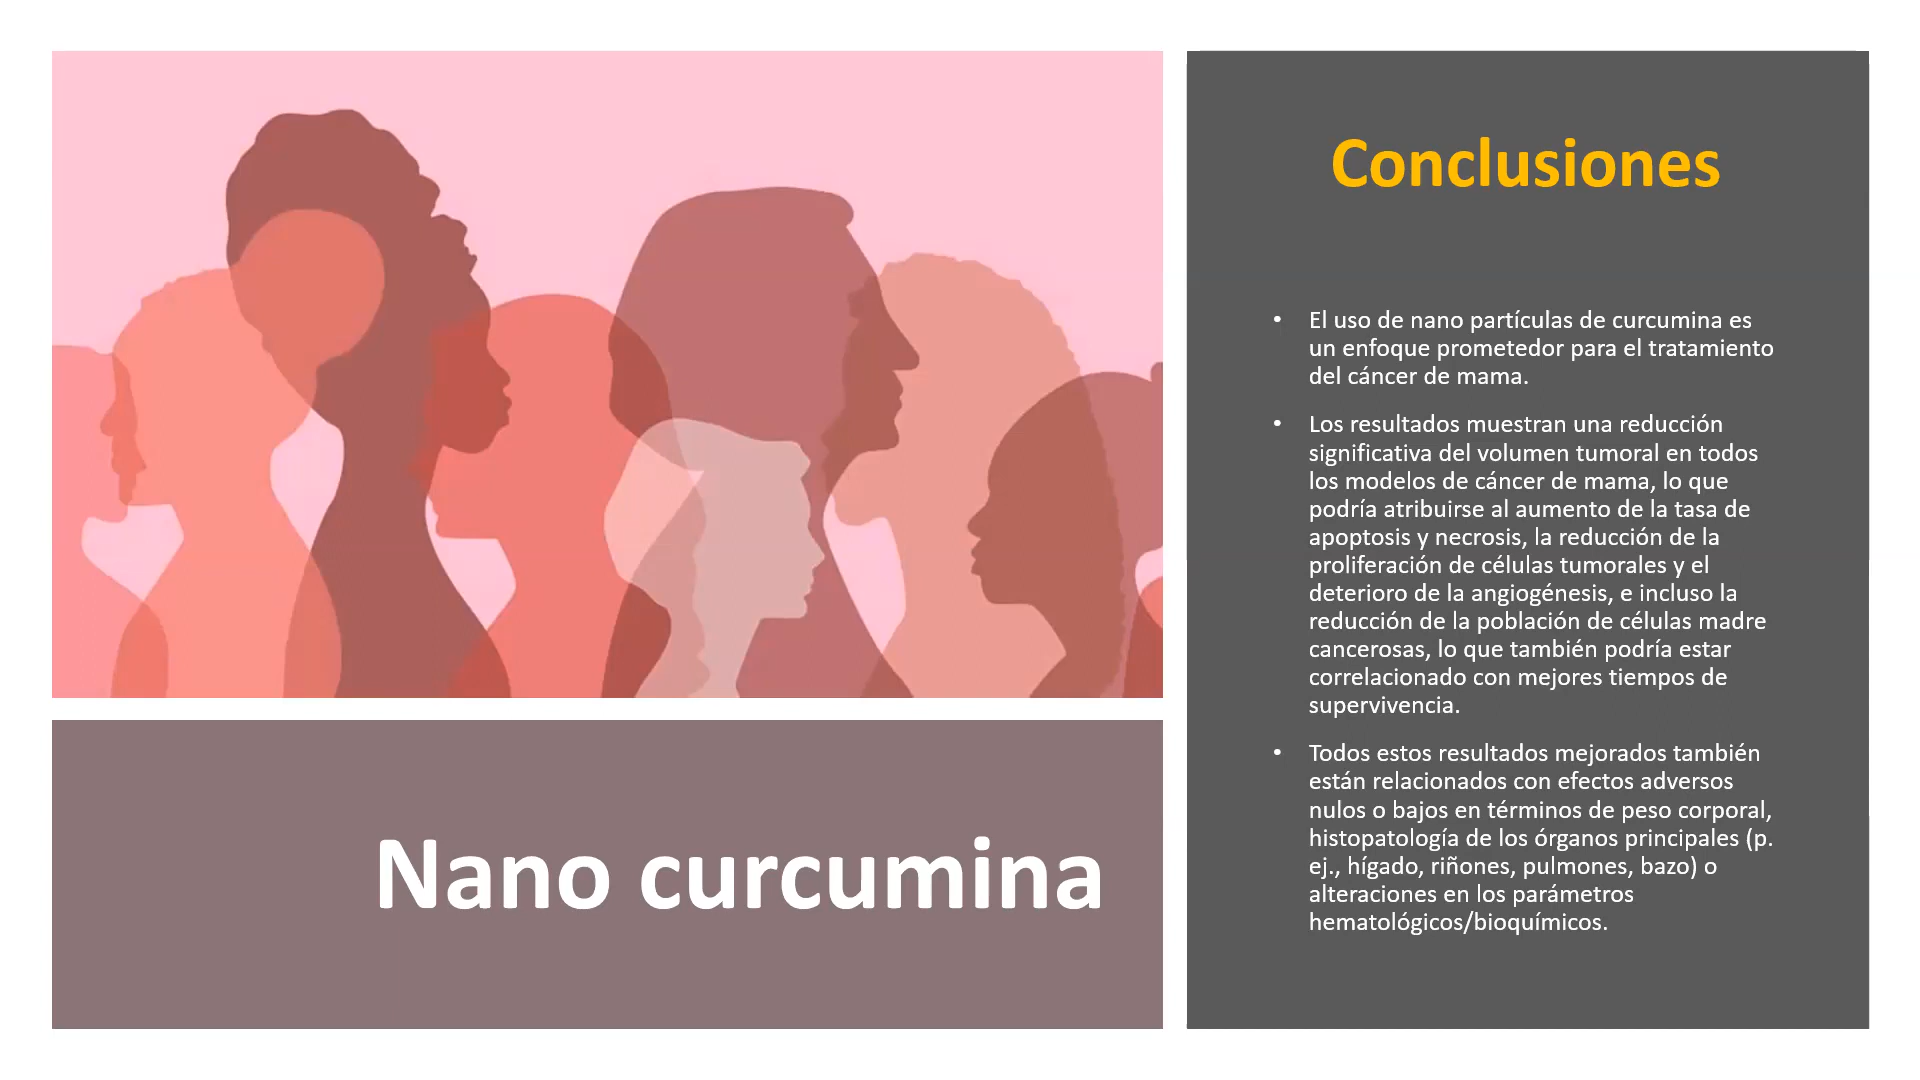 Nano curcumina
Conclusiones
• El uso de nano partículas de curcumina es
un enfoque prometedor para el tratamiento
del cáncer de mama.
• Los resultados muestran una reducción
significativa del volumen tumoral en todos
los modelos de cáncer de mama, lo que
podría atribuirse al aumento de la tasa de
apoptosis y necrosis, la reducción de la
proliferación de células tumorales y el
deterioro de la angiogénesis, e incluso la
reducción de la población de células madre
cancerosas, lo que también podría estar
correlacionado con mejores tiempos de
supervivencia.
• Todos estos resultados mejorados también
están relacionados con efectos adversos
nulos o bajos en términos de peso corporal,
histopatología de los órganos principales (p.
ej., hígado, riñones, pulmones, bazo) o
alteraciones en los parámetros
hematológicos/bioquímicos.